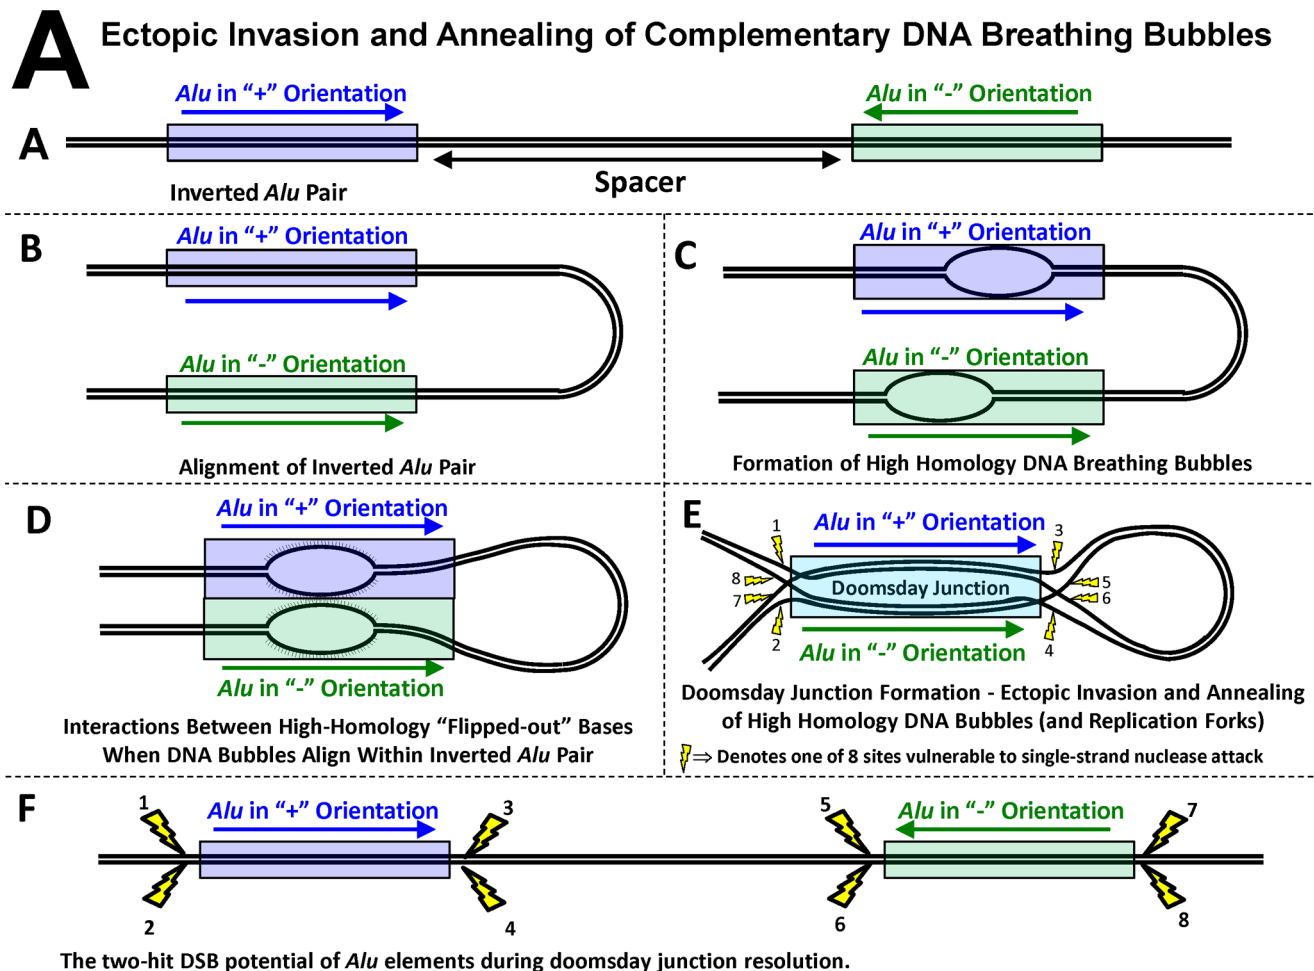 A Ectopic Invasion and Annealing of Complementary DNA Breathing Bubbles
Alu in “+” Orientation
Alu in “-” Orientation
A
Spacer
Inverted Alu Pair
B
Alu in “+” Orientation
Alu in “-” Orientation
Alignment of Inverted Alu Pair
C
Alu in “+” Orientation
Alu in “-” Orientation
Formation of High Homology DNA Breathing Bubbles
D
Alu in “+” Orientation
Alu in “-” Orientation
Interactions Between High-Homology “Flipped-out” Bases
When DNA Bubbles Align Within Inverted Alu Pair
E
Alu in “+” Orientation
1
3
8
7
Doomsday Junction
5
6
2
4
Alu in “-” Orientation
Doomsday Junction Formation - Ectopic Invasion and Annealing
of High Homology DNA Bubbles (and Replication Forks)
⇒ Denotes one of 8 sites vulnerable to single-strand nuclease attack
F
1
Alu in “+” Orientation
3
5
Alu in “-” Orientation
7
2
4
6
8
The two-hit DSB potential of Alu elements during doomsday junction resolution.